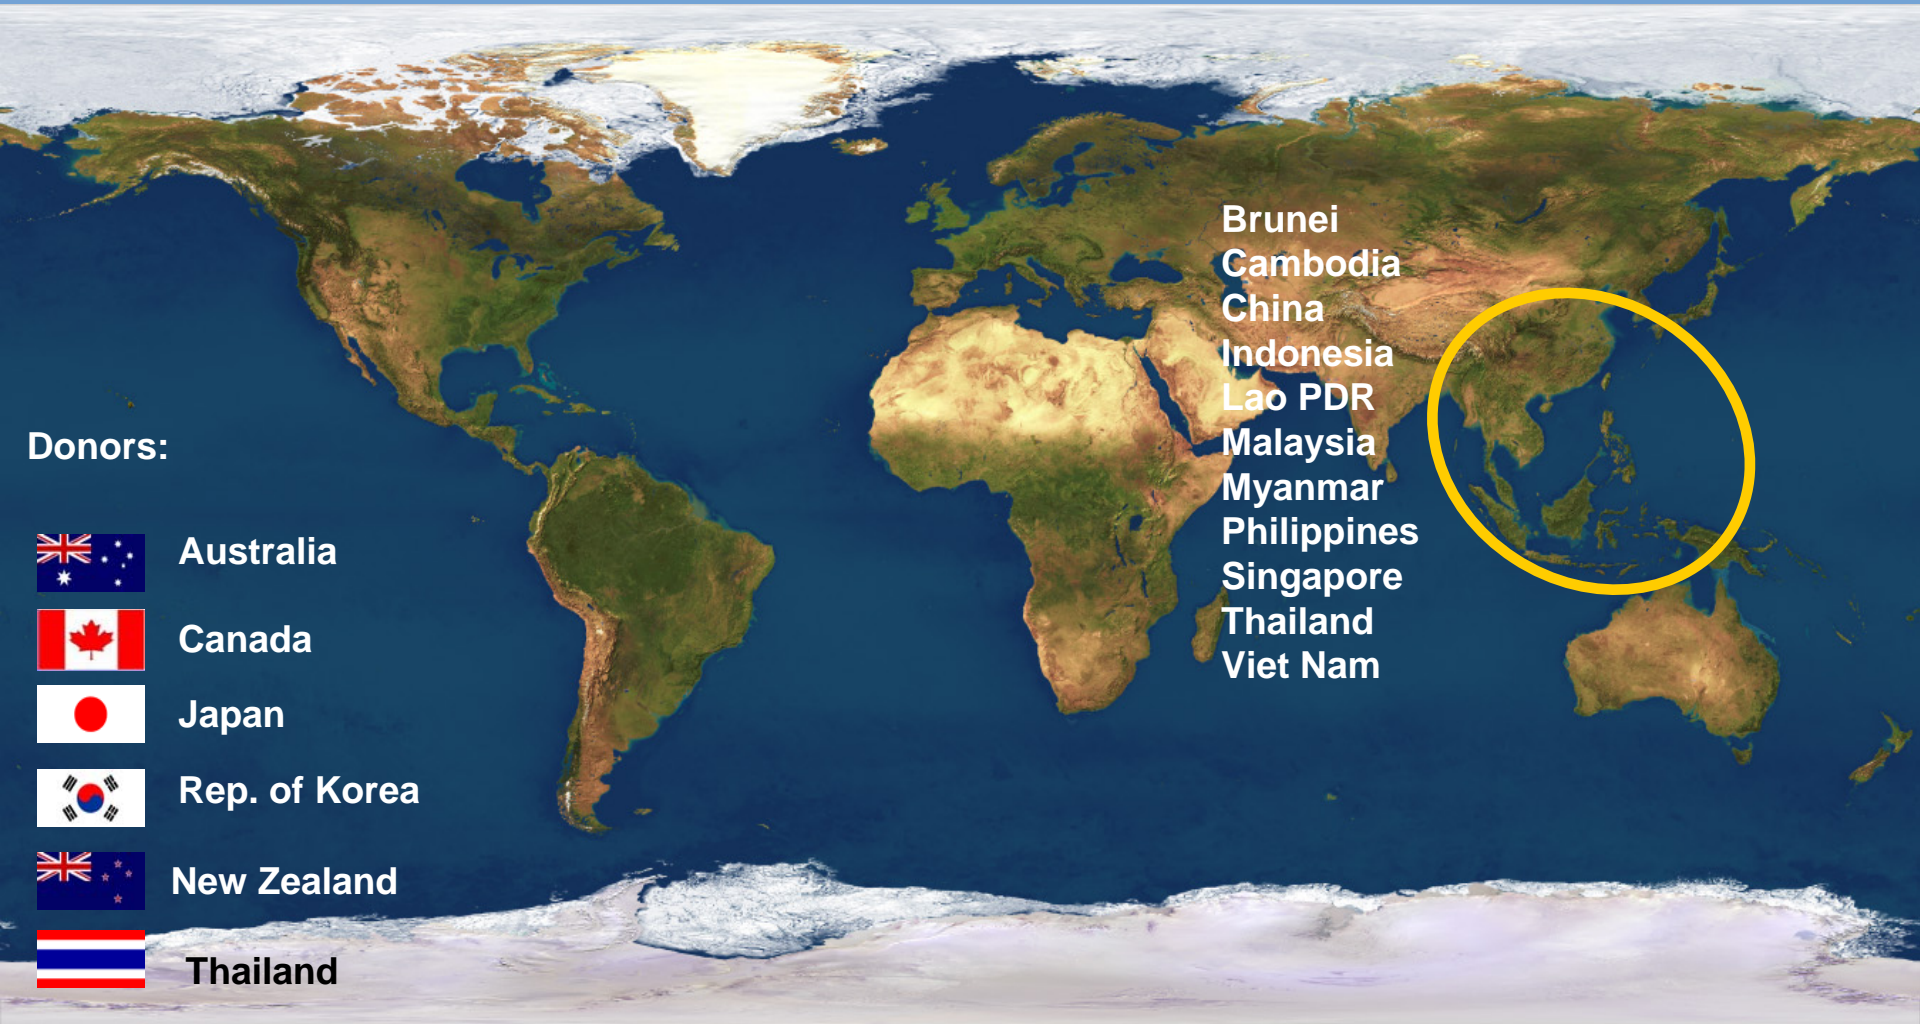 Brunei
Cambodia
China
Indonesia
Lao PDR
Malaysia
Myanmar
Philippines
Singapore
Thailand
Viet Nam
Donors:
Australia
Canada
Japan
Rep. of Korea
New Zealand
Thailand